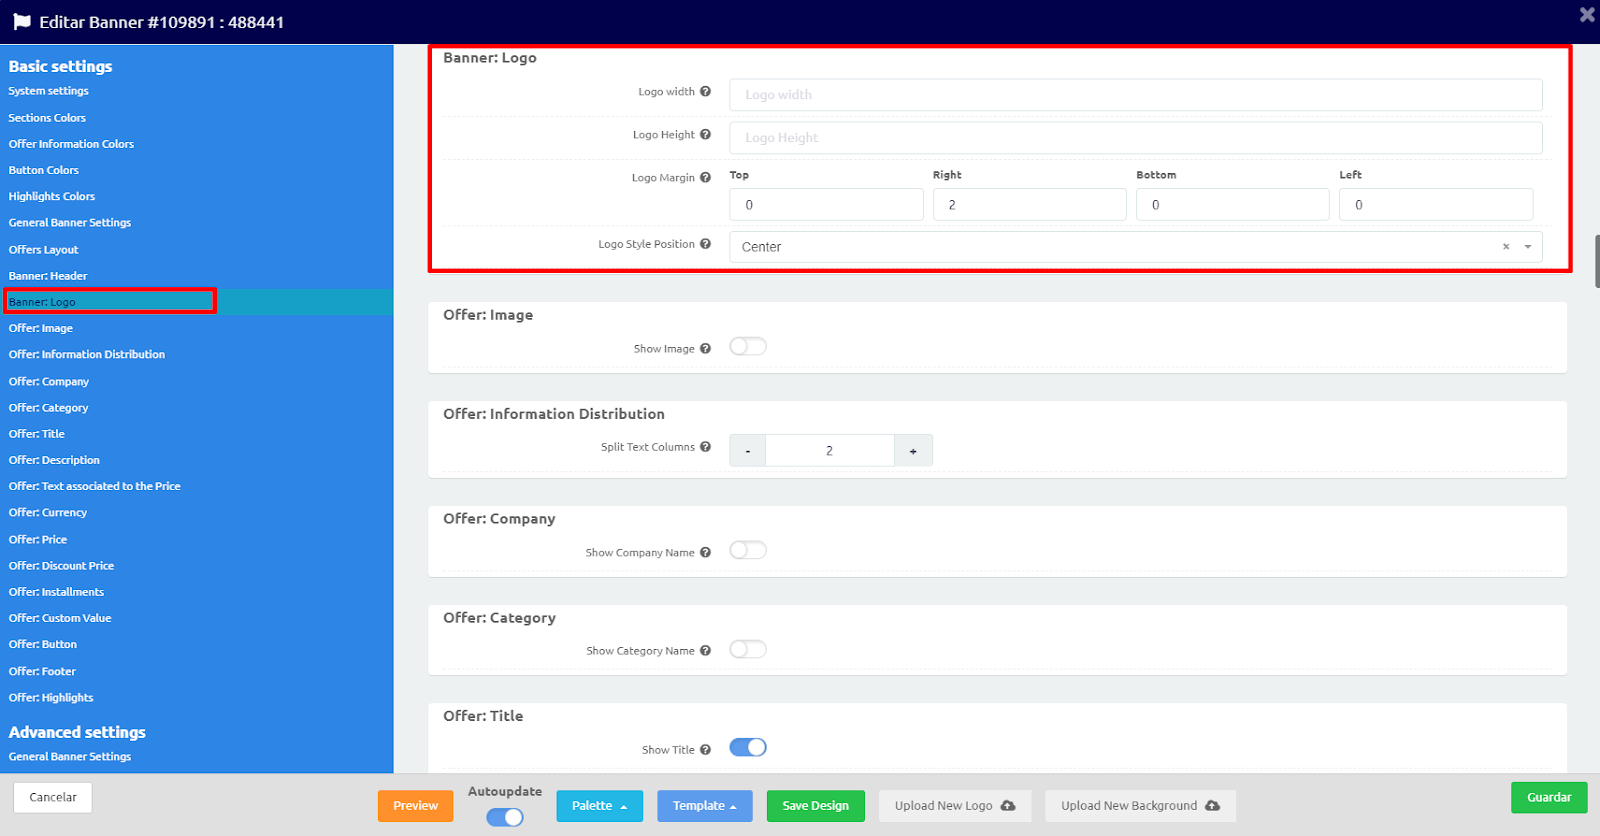 Editar Banner #109891 : 488441
Basic settings
System settings
Sections Colors
Offer Information Colors
Button Colors
Highlights Colors
General Banner Settings
Offers Layout
Banner: Header
Banner: Logo
Offer: Image
Offer: Information Distribution
Offer: Company
Offer: Category
Offer: Title
Offer: Description
Offer: Text associated to the Price
Offer: Currency
Offer: Price
Offer: Discount Price
Offer: Installments
Offer: Custom Value
Offer: Button
Offer: Footer
Offer: Highlights
Advanced settings
General Banner Settings
Banner: Logo
Logo width Logo width
Logo Height Logo Height
Logo Margin Top Right Bottom Left
0 2 0 0
Logo Style Position Center
Offer: Image
Show Image
Offer: Information Distribution
Split Text Columns - 2 +
Offer: Company
Show Company Name
Offer: Category
Show Category Name
Offer: Title
Show Title
Cancelar
Preview
Autoupdate
Palette
Template
Save Design
Upload New Logo
Upload New Background
Guardar